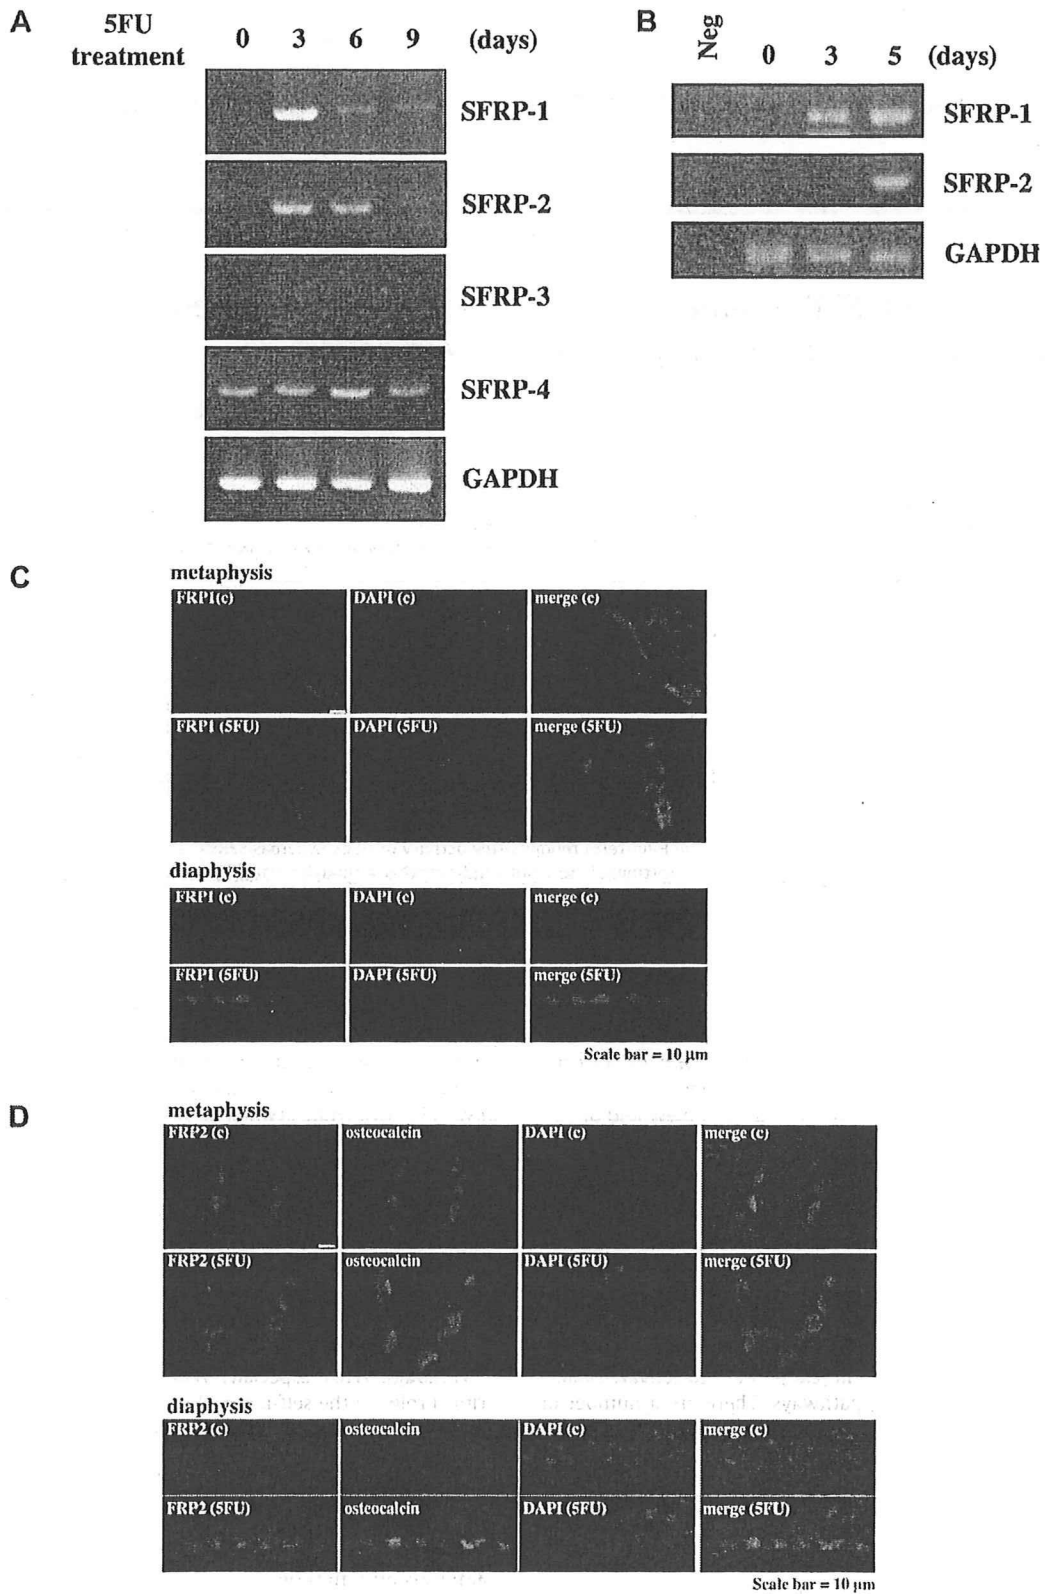 A
5FU treatment
0 3 6 9 (days)
SFRP-1
SFRP-2
SFRP-3
SFRP-4
GAPDH
B
Neg 0 3 5 (days)
SFRP-1
SFRP-2
GAPDH
C
metaphysis
FRP1(c) DAPI (c) merge (c)
FRP1 (5FU) DAPI (5FU) merge (5FU)
diaphysis
FRP1 (c) DAPI (c) merge (c)
FRP1 (5FU) DAPI (5FU) merge (5FU)
Scale bar = 10 μm
D
metaphysis
FRP2 (c) osteocalcin DAPI (c) merge (c)
FRP2 (5FU) osteocalcin DAPI (5FU) merge (5FU)
diaphysis
FRP2 (c) osteocalcin DAPI (c) merge (c)
FRP2 (5FU) osteocalcin DAPI (5FU) merge (5FU)
Scale bar = 10 μm